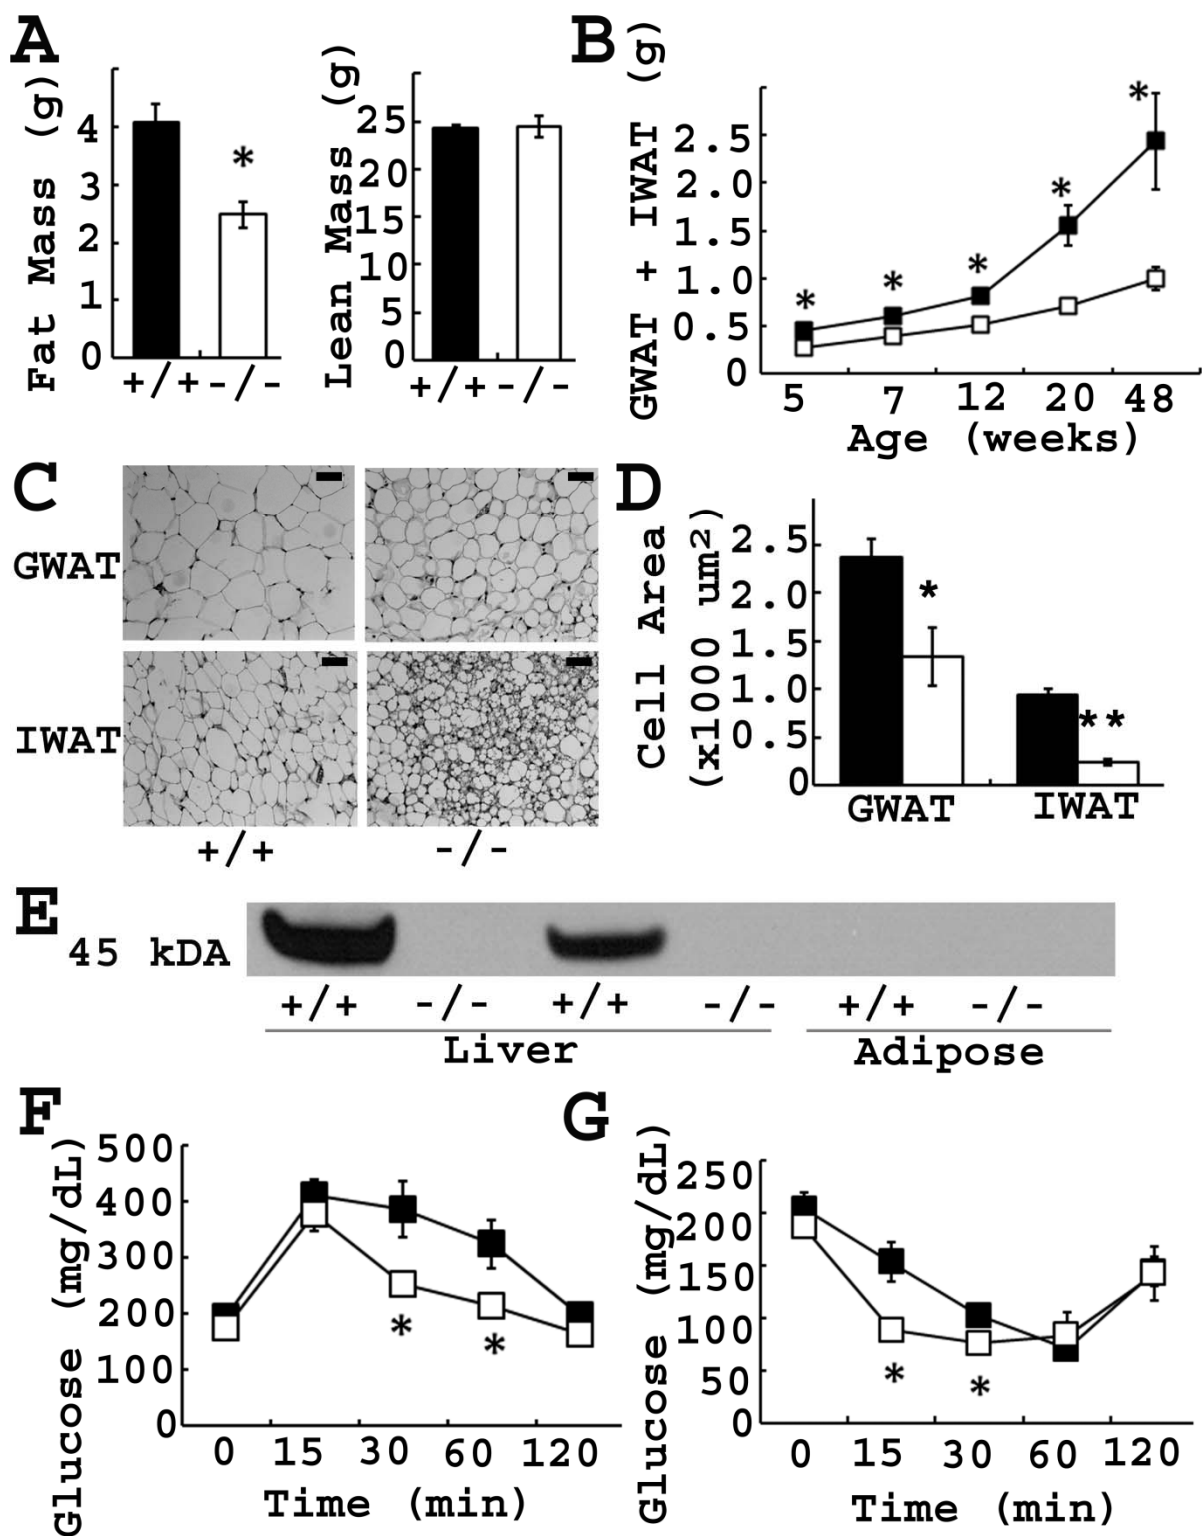 A
Fat Mass (g)
4
3
2
1
0
+/+ -/-
*
Lean Mass (g)
25
20
15
10
5
0
+/+ -/-
B
GWAT + IWAT (g)
2.5
2.0
1.5
1.0
0.5
0
* * * * *
5 7 12 20 48
Age (weeks)
C
GWAT
IWAT
+/+ -/-
D
Cell Area
(x1000 um²)
2.5
2.0
1.5
1.0
0.5
0
*
**
GWAT IWAT
E
45 kDA
+/+ -/- +/+ -/- +/+ -/-
Liver Adipose
F
Glucose (mg/dL)
500
400
300
200
100
0
* *
0 15 30 60 120
Time (min)
G
Glucose (mg/dL)
250
200
150
100
50
0
* *
0 15 30 60 120
Time (min)